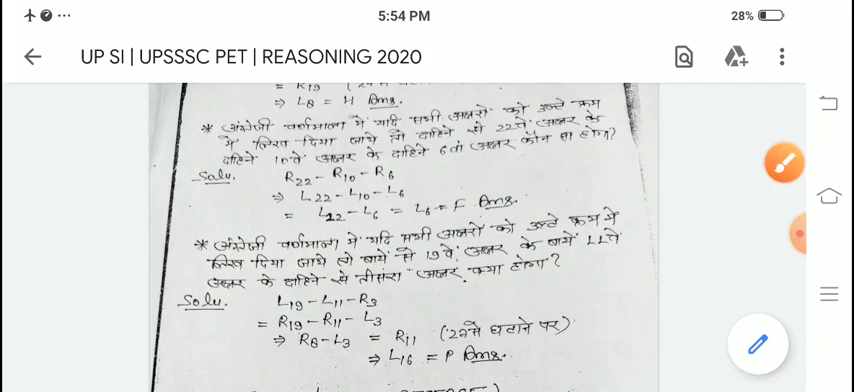 5:54 PM
28%
UP SI | UPSSSC PET | REASONING 2020
= R19
⇒ L8 = H Ans.
* अंग्रेजी वर्णमाला में यदि सभी अक्षरों को उल्टे क्रम
में लिख दिया जाये तो दाहिने से 22वें अक्षर के
दाहिने 10वें अक्षर के दाहिने 6वां अक्षर कौन सा होगा?
Solu. R22 - R10 - R6
⇒ L22 - L10 - L6
= L22 - L6 = L6 = F Ans.
* अंग्रेजी वर्णमाला में यदि सभी अक्षरों को उल्टे क्रम में
लिख दिया जाये तो बायें से 19वें अक्षर के बायें 11वें
अक्षर के दाहिने से तीसरा अक्षर क्या होगा?
Solu. L19 - L11 - R3
= R19 - R11 - L3
⇒ R8 - L3 = R11 (27 से घटाने पर)
⇒ L16 = P Ans.